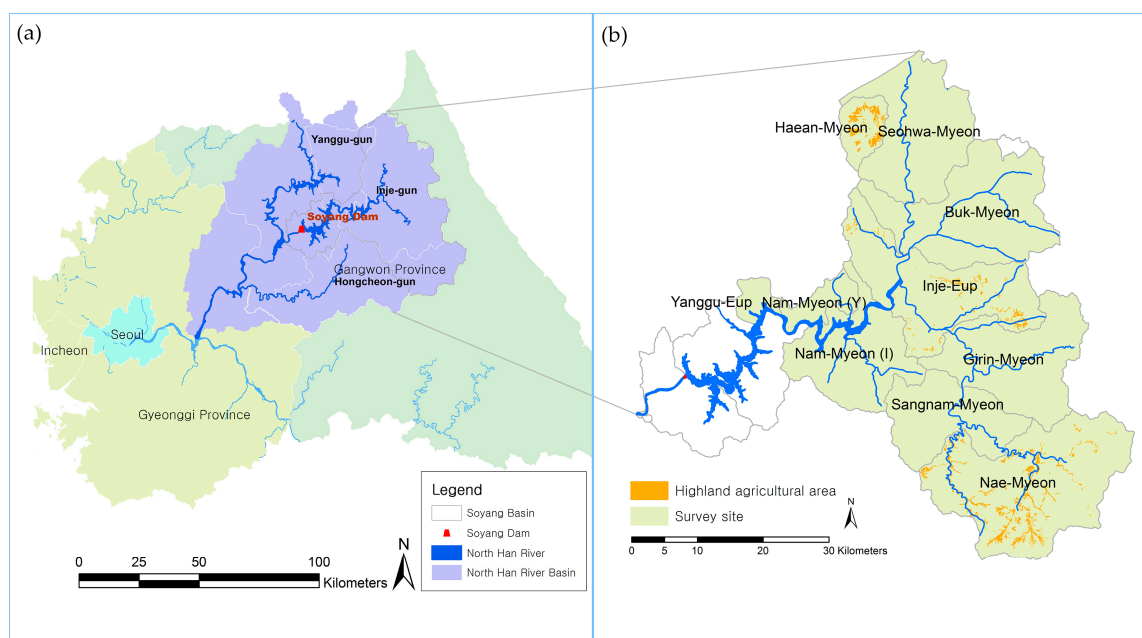 (a)
Yanggu-gun
Inje-gun
Soyang Dam
Gangwon Province
Hongcheon-gun
Seoul
Incheon
Gyeonggi Province
Legend
Soyang Basin
Soyang Dam
North Han River
North Han River Basin
0 25 50 100
Kilometers
N
(b)
Haean-Myeon
Seohwa-Myeon
Buk-Myeon
Inje-Eup
Yanggu-Eup
Nam-Myeon (Y)
Nam-Myeon (I)
Girin-Myeon
Sangnam-Myeon
Nae-Myeon
Highland agricultural area
Survey site
N
0 5 10 20 30 Kilometers